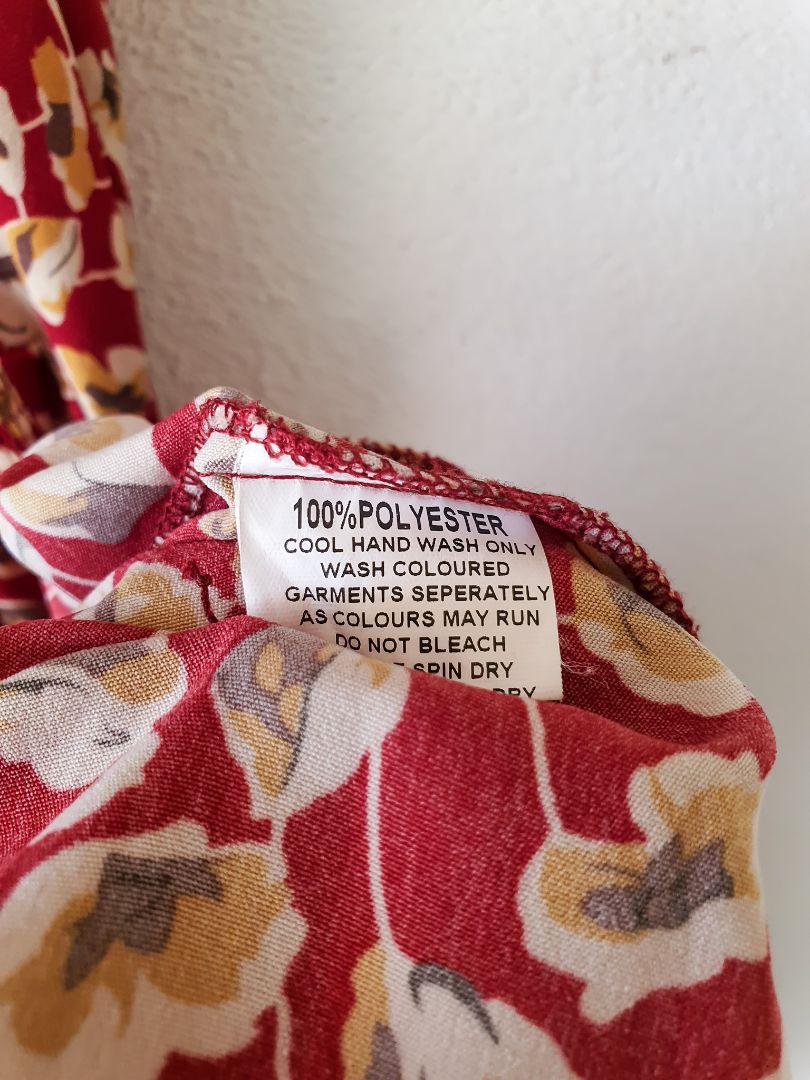 100%POLYESTER
COOL HAND WASH ONLY
WASH COLOURED
GARMENTS SEPERATELY
AS COLOURS MAY RUN
DO NOT BLEACH
SPIN DRY
DRY